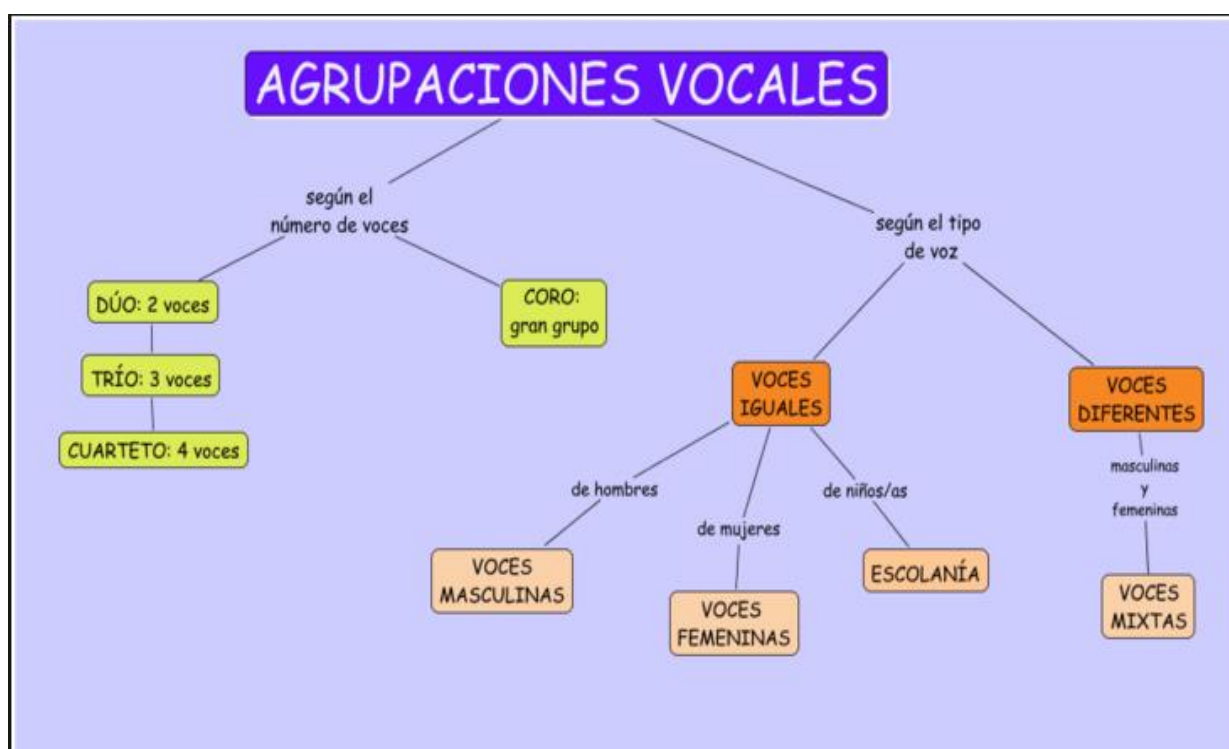 AGRUPACIONES VOCALES
según el
número de voces
DÚO: 2 voces
TRÍO: 3 voces
CUARTETO: 4 voces
CORO:
gran grupo
según el tipo
de voz
VOCES
IGUALES
de hombres
VOCES
MASCULINAS
de mujeres
VOCES
FEMENINAS
de niños/as
ESCOLANÍA
VOCES
DIFERENTES
masculinas
y
femeninas
VOCES
MIXTAS